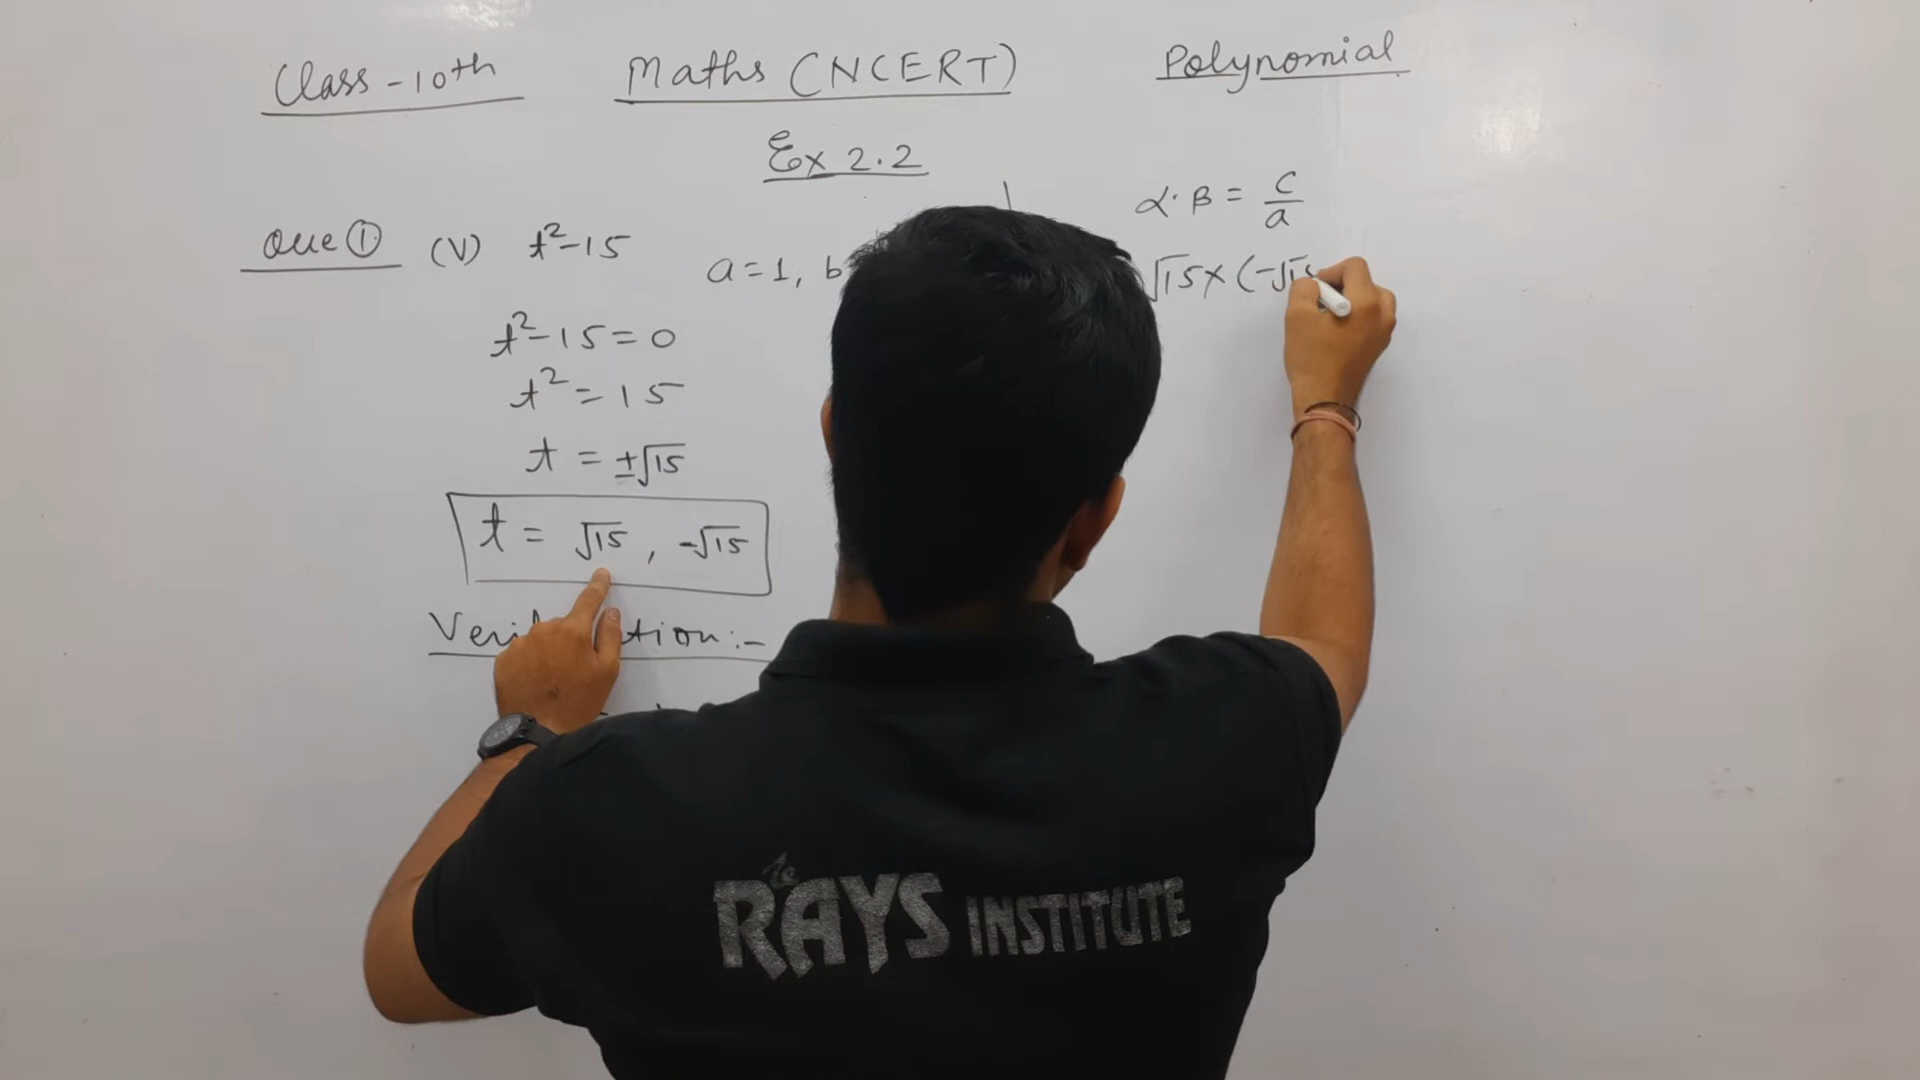 Class-10th Maths (NCERT) Polynomial
Ex 2.2
Que ① (V) t²-15
a=1, b
t²-15=0
t²=15
t = ±√15
t = √15, -√15
α·β = c/a
√15×(-√15
RAYS INSTITUTE